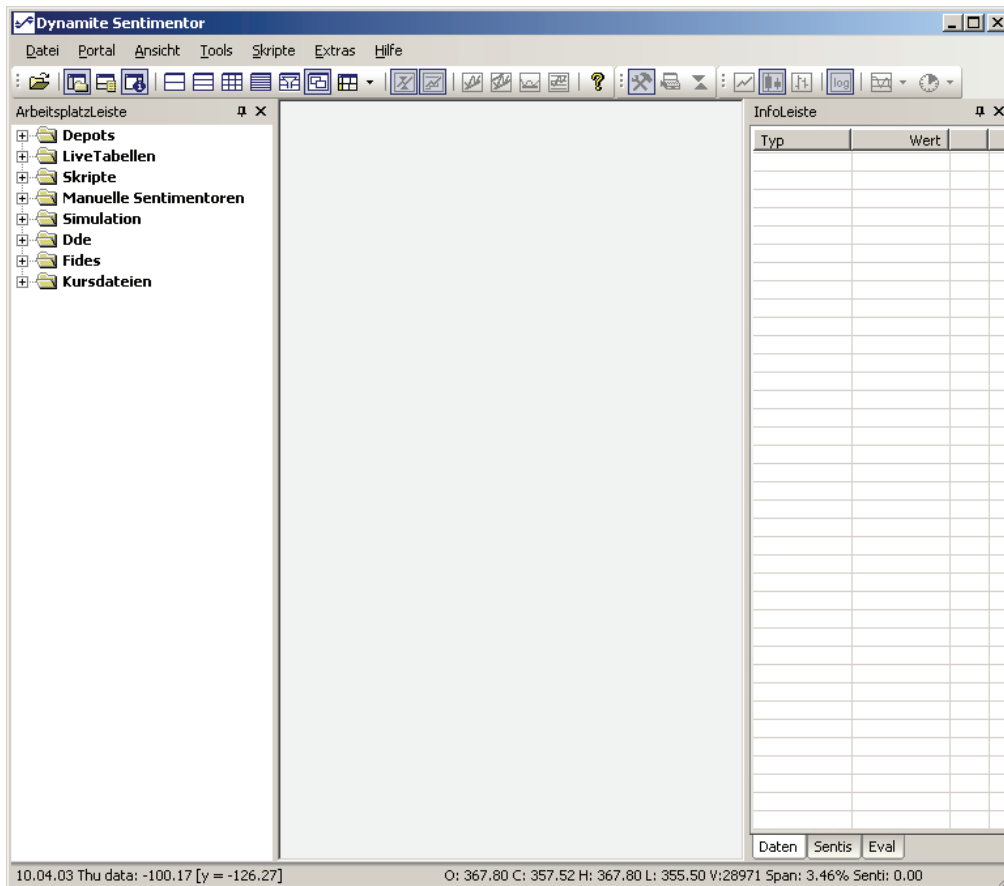 Dynamite Sentimentor
Datei Portal Ansicht Tools Skripte Extras Hilfe
log
ArbeitsplatzLeiste
Depots
LiveTabellen
Skripte
Manuelle Sentimentoren
Simulation
Dde
Fides
Kursdateien
InfoLeiste
Typ Wert
Daten Sentis Eval
10.04.03 Thu data: -100.17 [y = -126.27] O: 367.80 C: 357.52 H: 367.80 L: 355.50 V:28971 Span: 3.46% Senti: 0.00